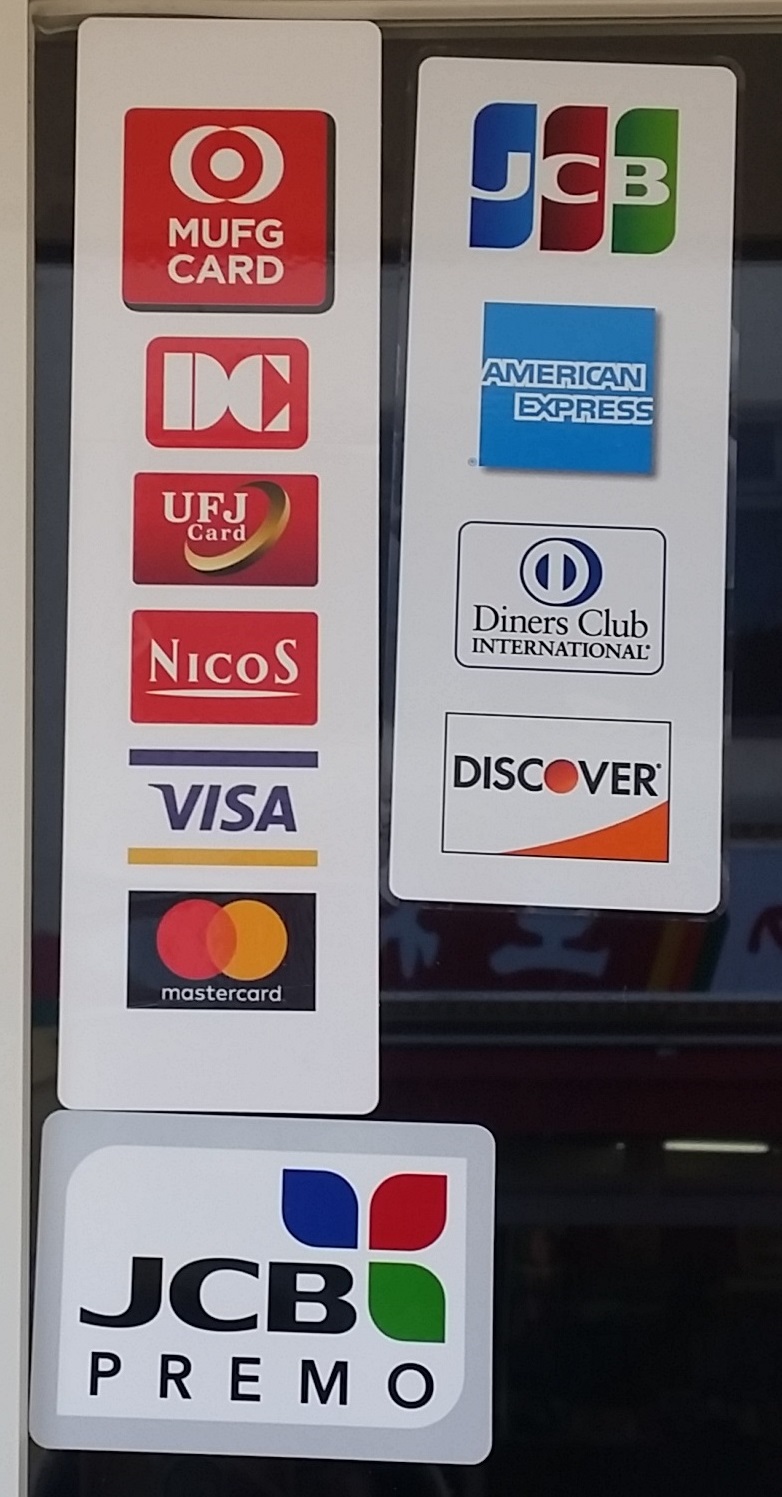 MUFG
CARD
DC
UFJ
Card
NICOS
VISA
mastercard
JCB
AMERICAN
EXPRESS
®
Diners Club
INTERNATIONAL®
DISCOVER®
JCB
PREMO